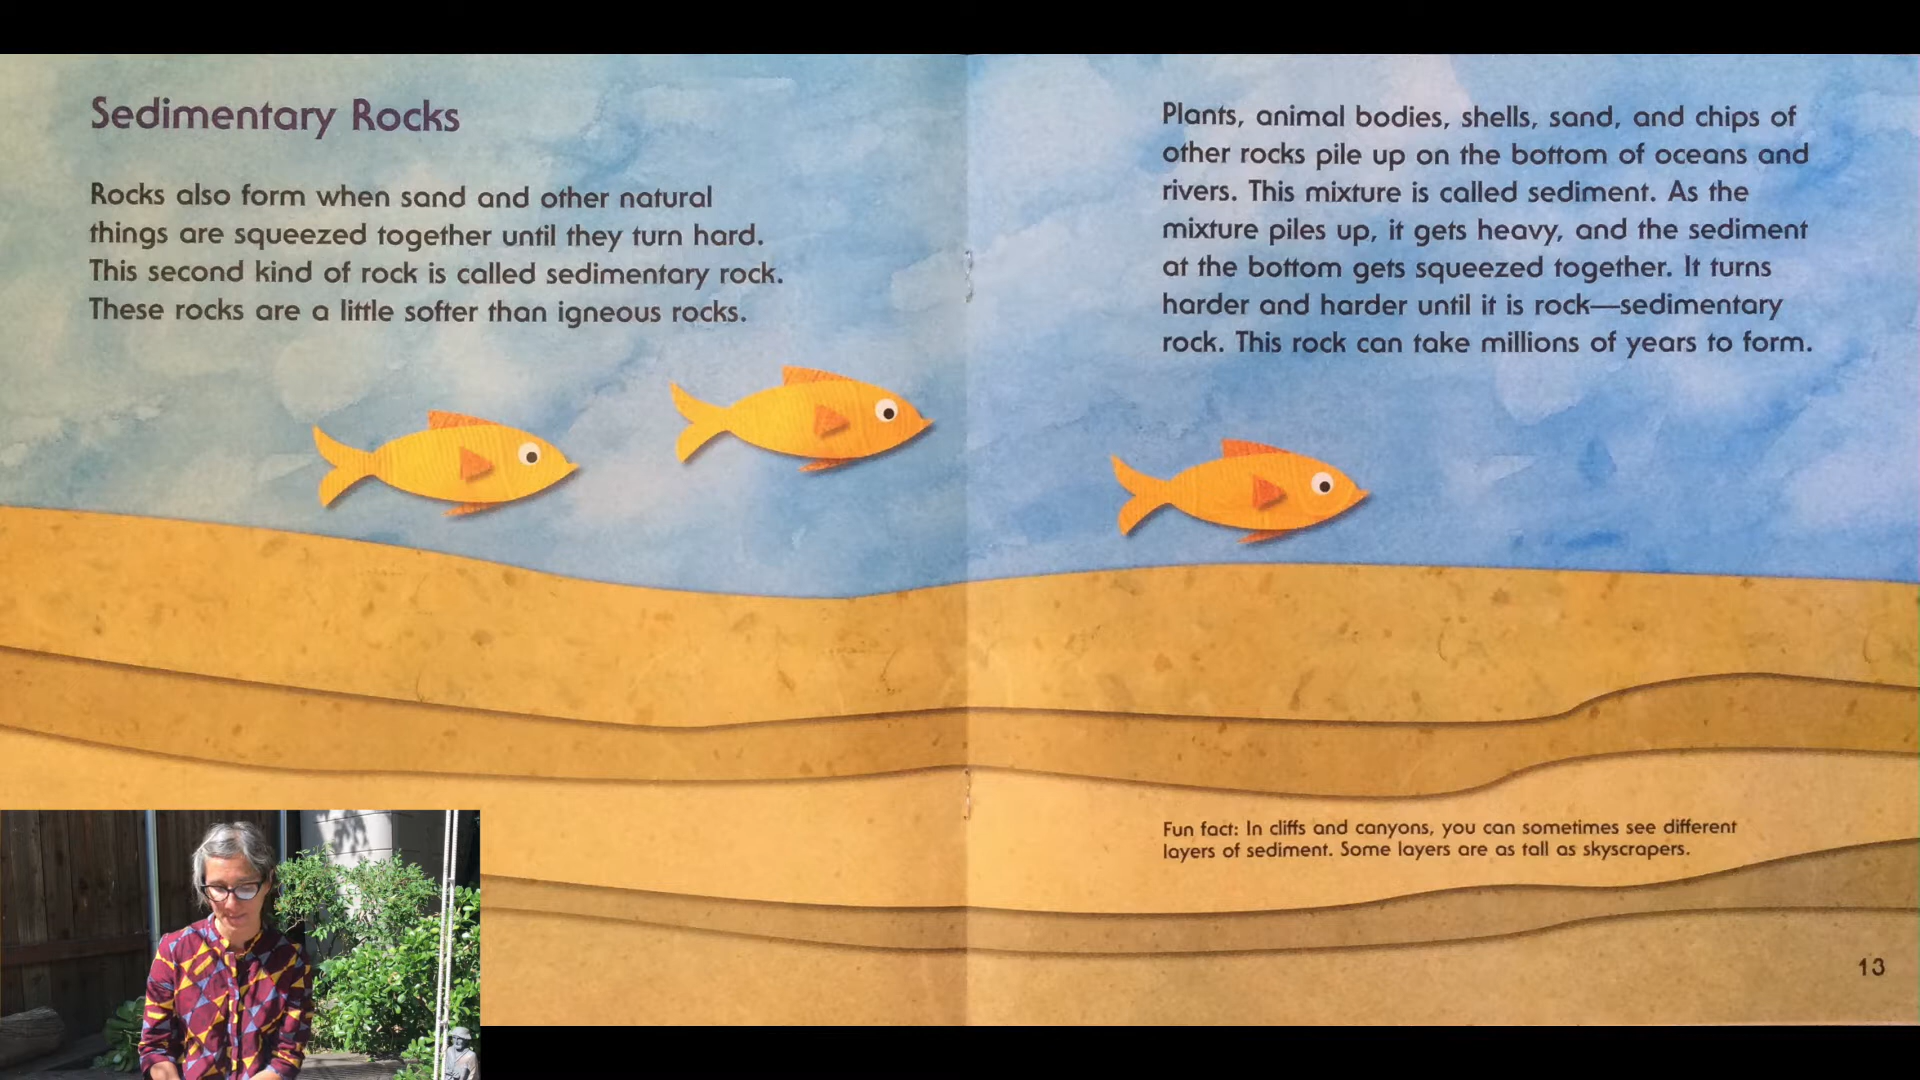 Sedimentary Rocks
Rocks also form when sand and other natural
things are squeezed together until they turn hard.
This second kind of rock is called sedimentary rock.
These rocks are a little softer than igneous rocks.
Plants, animal bodies, shells, sand, and chips of
other rocks pile up on the bottom of oceans and
rivers. This mixture is called sediment. As the
mixture piles up, it gets heavy, and the sediment
at the bottom gets squeezed together. It turns
harder and harder until it is rock—sedimentary
rock. This rock can take millions of years to form.
Fun fact: In cliffs and canyons, you can sometimes see different
layers of sediment. Some layers are as tall as skyscrapers.
13